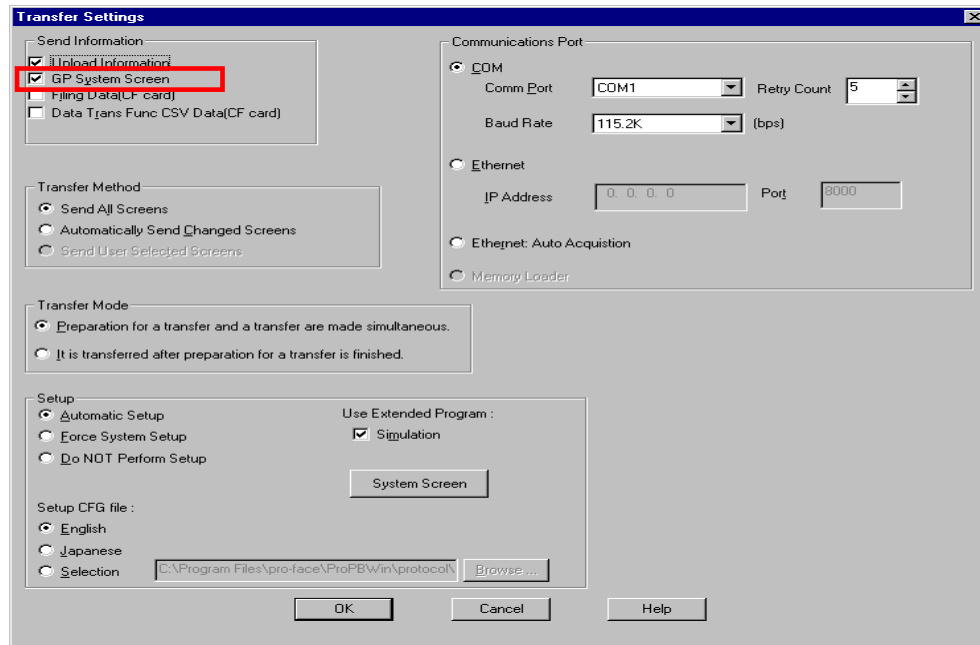 Transfer Settings
Send Information
Upload Information
GP System Screen
Filing Data(CF card)
Data Trans Func CSV Data(CF card)
Transfer Method
Send All Screens
Automatically Send Changed Screens
Send User Selected Screens
Transfer Mode
Preparation for a transfer and a transfer are made simultaneous.
It is transferred after preparation for a transfer is finished.
Setup
Automatic Setup
Force System Setup
Do NOT Perform Setup
Use Extended Program :
Simulation
System Screen
Setup CFG file :
English
Japanese
Selection C:\Program Files\pro-face\ProPBWin\protocol\ Browse ...
Communications Port
COM
Comm Port COM1 Retry Count 5
Baud Rate 115.2K (bps)
Ethernet
IP Address 0. 0. 0. 0 Port 8000
Ethernet: Auto Acquistion
Memory Loader
OK Cancel Help